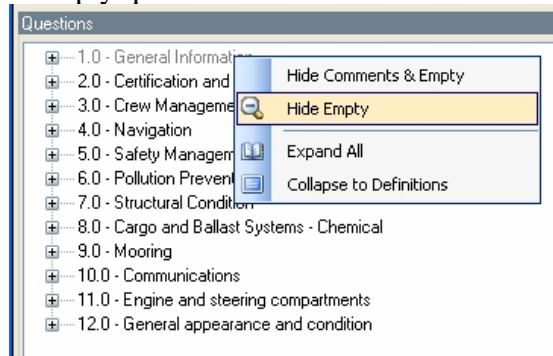 Questions
1.0 - General Informatio
2.0 - Certification and
3.0 - Crew Manageme
4.0 - Navigation
5.0 - Safety Managem
6.0 - Pollution Preven
7.0 - Structural Condition
8.0 - Cargo and Ballast Systems - Chemical
9.0 - Mooring
10.0 - Communications
11.0 - Engine and steering compartments
12.0 - General appearance and condition
Hide Comments & Empty
Hide Empty
Expand All
Collapse to Definitions